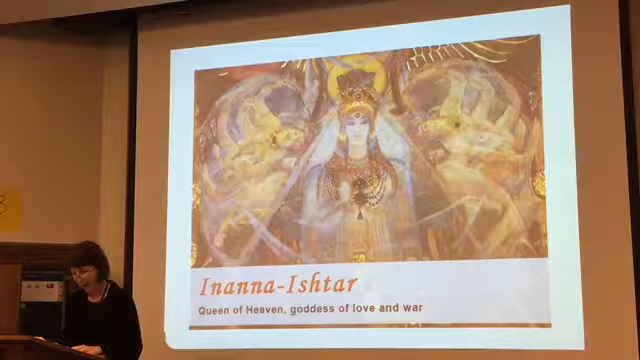 Inanna-Ishtar
Queen of Heaven, goddess of love and war